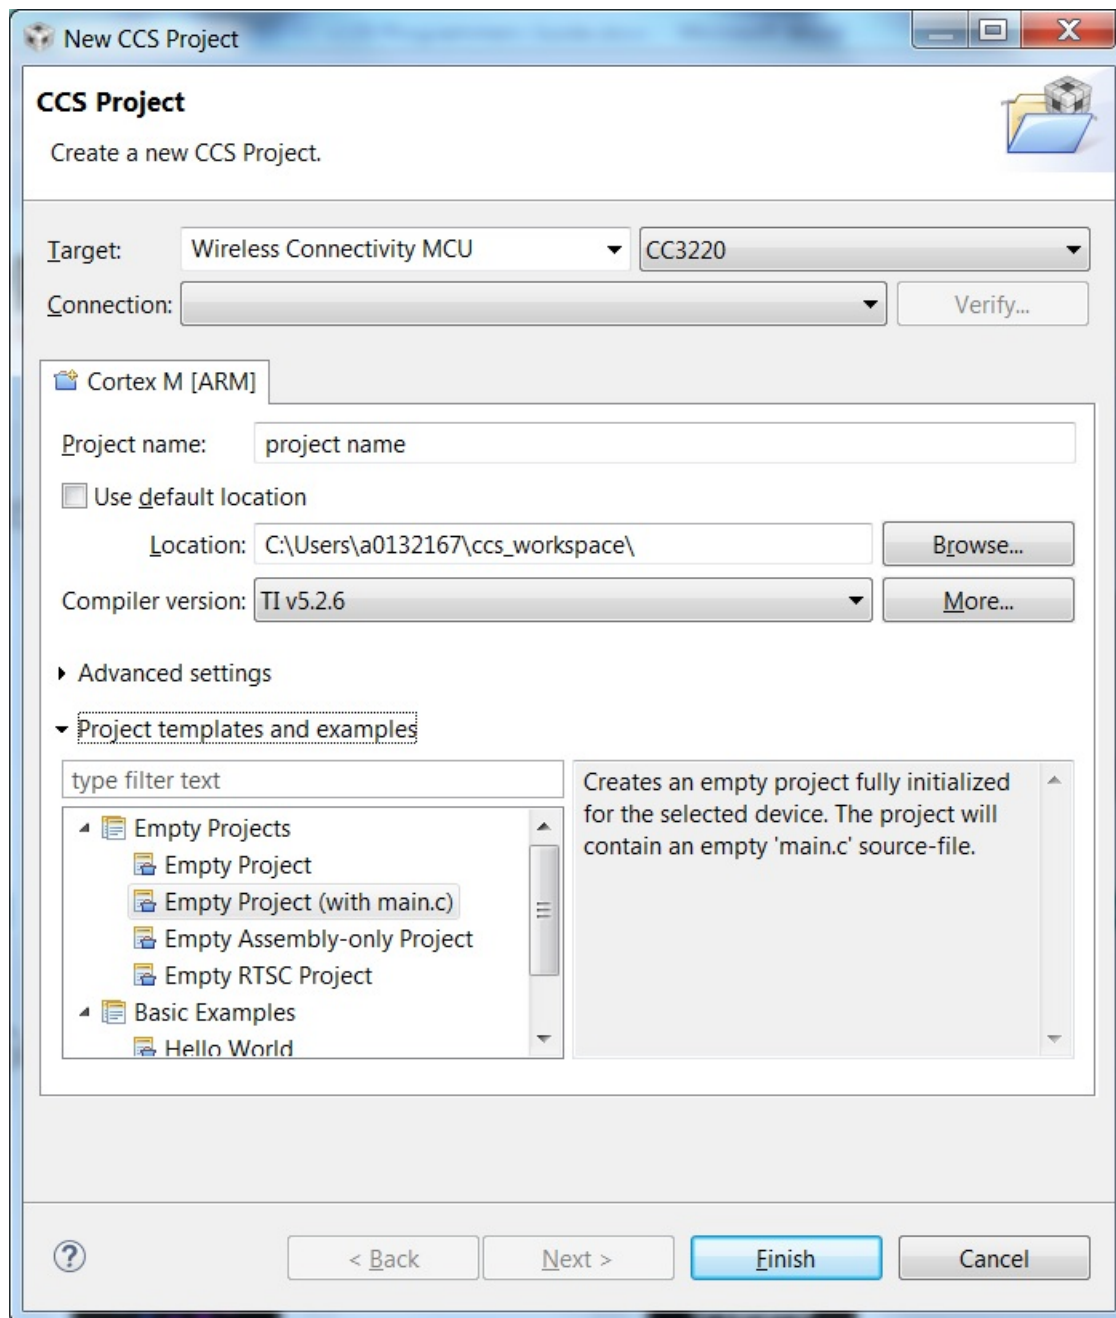 New CCS Project
CCS Project
Create a new CCS Project.
Target: Wireless Connectivity MCU CC3220
Connection: Verify...
Cortex M [ARM]
Project name: project name
Use default location
Location: C:\Users\a0132167\ccs_workspace\ Browse...
Compiler version: TI v5.2.6 More...
Advanced settings
Project templates and examples
type filter text
Empty Projects
Empty Project
Empty Project (with main.c)
Empty Assembly-only Project
Empty RTSC Project
Basic Examples
Hello World
Creates an empty project fully initialized
for the selected device. The project will
contain an empty 'main.c' source-file.
? < Back Next > Finish Cancel